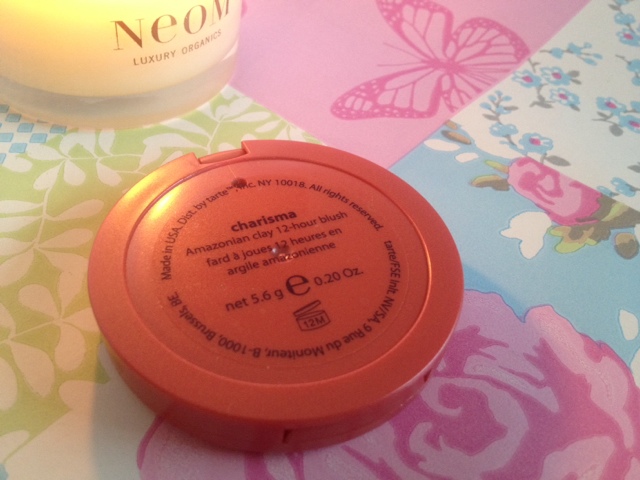 NEOM
LUXURY ORGANICS
Made in USA. Dist. by tarte™, Inc. NY 10018. All rights reserved.
charisma
Amazonian clay 12-hour blush
fard à joues 12 heures en
argile amazonienne
net 5.6 g e 0.20 Oz.
12M
tarte/FSE Int. NV/SA 9 Rue du Moniteur, B-1000, Brussels, BE